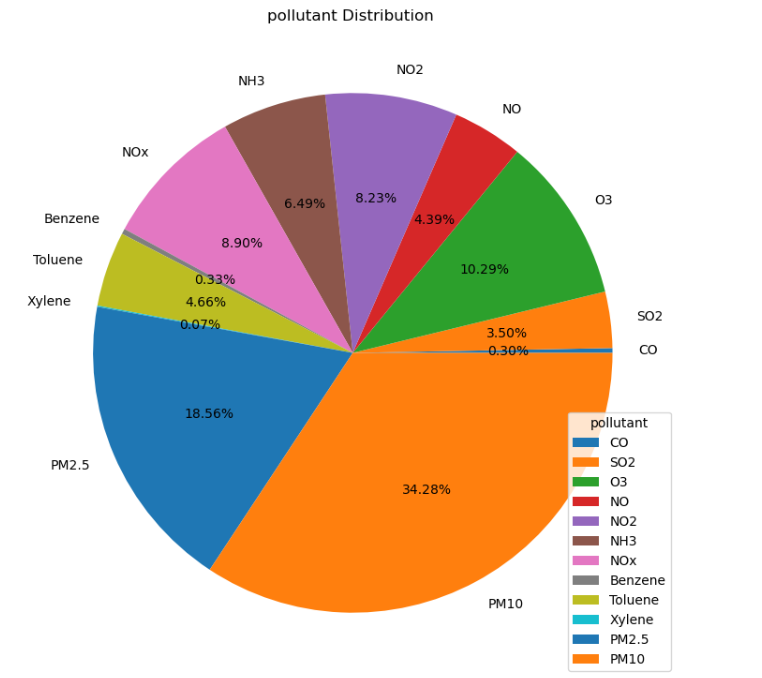 pollutant Distribution
NO2
NH3
NO
NOx
O3
8.23%
6.49%
4.39%
Benzene
8.90%
Toluene
10.29%
0.33%
Xylene
4.66%
SO2
0.07%
3.50%
CO
0.30%
18.56%
PM2.5
34.28%
PM10
pollutant
CO
SO2
O3
NO
NO2
NH3
NOx
Benzene
Toluene
Xylene
PM2.5
PM10